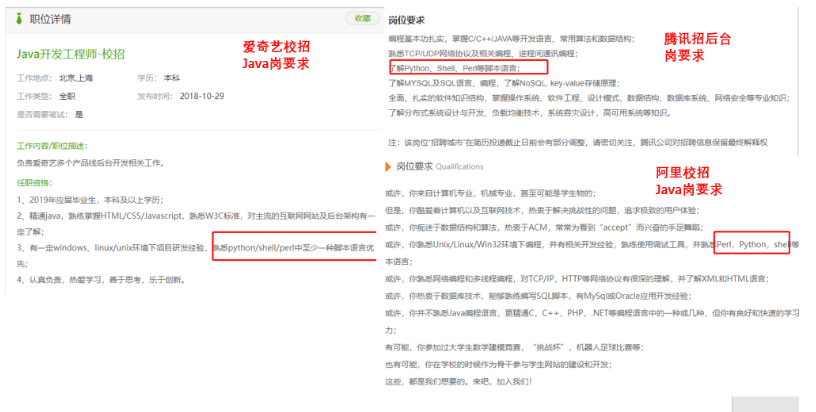 职位详情
收藏
Java开发工程师-校招
爱奇艺校招
Java岗要求
工作地点: 北京,上海
学历: 本科
工作类型: 全职
发布时间: 2018-10-29
是否需要笔试: 是
工作内容/职位描述:
负责爱奇艺多个产品线后台开发相关工作。
任职资格:
1、2019年应届毕业生，本科及以上学历；
2、精通java，熟练掌握HTML/CSS/Javascript，熟悉W3C标准，对主流的互联网网站及后台架构有一
定了解；
3、有一定windows、linux/unix环境下项目研发经验，熟悉python/shell/perl中至少一种脚本语言优
先；
4、认真负责，热爱学习，善于思考，乐于创新。
岗位要求
腾讯招后台
岗要求
编程基本功扎实，掌握C/C++/JAVA等开发语言、常用算法和数据结构；
熟悉TCP/UDP网络协议及相关编程、进程间通讯编程；
了解Python、Shell、Perl等脚本语言；
了解MYSQL及SQL语言、编程，了解NoSQL, key-value存储原理；
全面、扎实的软件知识结构，掌握操作系统、软件工程、设计模式、数据结构、数据库系统、网络安全等专业知识；
了解分布式系统设计与开发、负载均衡技术，系统容灾设计，高可用系统等知识。
注：该岗位“招聘城市”在简历投递截止日前会有部分调整，请密切关注，腾讯公司对招聘信息保留最终解释权
岗位要求 Qualifications
阿里校招
Java岗要求
或许，你来自计算机专业，机械专业，甚至可能是学生物的；
但是，你酷爱着计算机以及互联网技术，热衷于解决挑战性的问题，追求极致的用户体验；
或许，你痴迷于数据结构和算法，热衷于ACM，常常为看到“accept”而兴奋的手足舞蹈；
或许，你熟悉Unix/Linux/Win32环境下编程，并有相关开发经验，熟练使用调试工具，并熟悉Perl，Python，shell等
本语言；
或许，你熟悉网络编程和多线程编程，对TCP/IP，HTTP等网络协议有很深的理解，并了解XML和HTML语言；
或许，你热衷于数据库技术，能够熟练编写SQL脚本，有MySql或Oracle应用开发经验；
或许，你并不熟悉Java编程语言，更精通C，C++，PHP，.NET等编程语言中的一种或几种，但你有良好和快速的学习
力；
有可能，你参加过大学生数学建模竞赛，“挑战杯”，机器人足球比赛等；
也有可能，你在学校的时候作为骨干参与学生网站的建设和开发；
这些，都是我们想要的。来吧，加入我们！